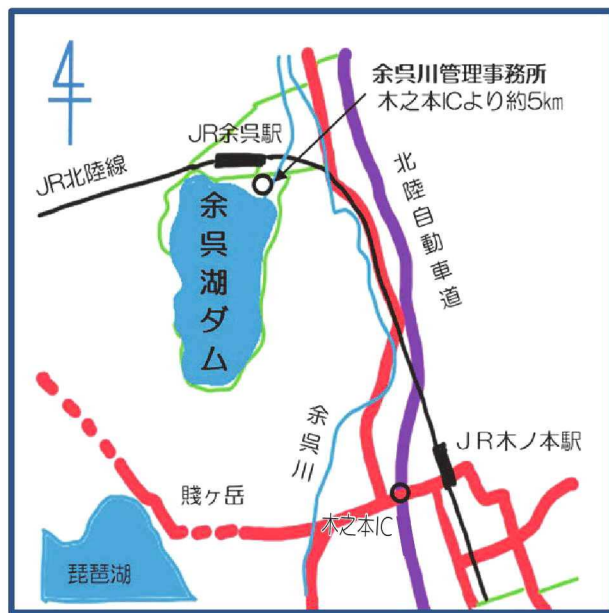 余呉川管理事務所
木之本ICより約5㎞
JR余呉駅
JR北陸線
北陸自動車道
余呉湖ダム
余呉川
JR木ノ本駅
賤ヶ岳
木之本IC
琵琶湖